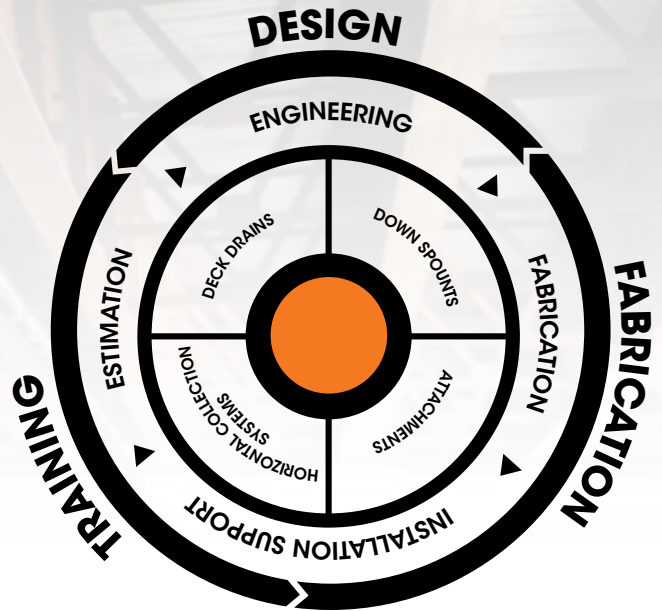 DESIGN
ENGINEERING
DECK DRAINS
DOWN SPOUNTS
ESTIMATION
FABRICATION
FABRICATION
TRAINING
HORIZONTAL COLLECTION
SYSTEMS
ATTACHMENTS
INSTALLATION SUPPORT